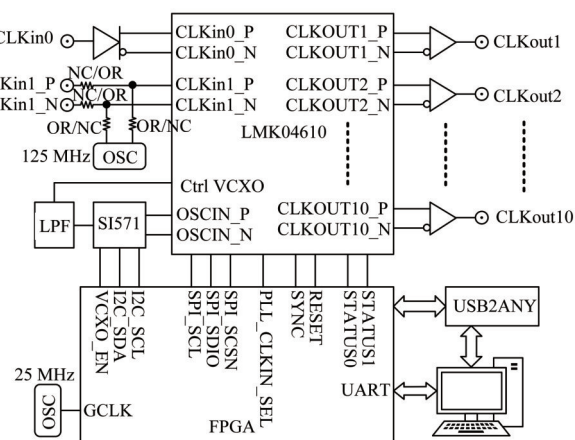 CLKin0
CLKin0_P
CLKin0_N
CLKOUT1_P
CLKOUT1_N
CLKout1
NC/OR
Kin1_P
NC/OR
Kin1_N
CLKin1_P
CLKin1_N
CLKOUT2_P
CLKOUT2_N
CLKout2
OR/NC
OR/NC
125 MHz
OSC
LMK04610
Ctrl VCXO
LPF
SI571
OSCIN_P
OSCIN_N
CLKOUT10_P
CLKOUT10_N
CLKout10
VCXO_EN
I2C_SDA
I2C_SCL
SPI_SCL
SPI_SDIO
SPI_SCSN
PLL_CLKIN_SEL
SYNC
RESET
STATUS0
STATUS1
USB2ANY
25 MHz
OSC
GCLK
FPGA
UART